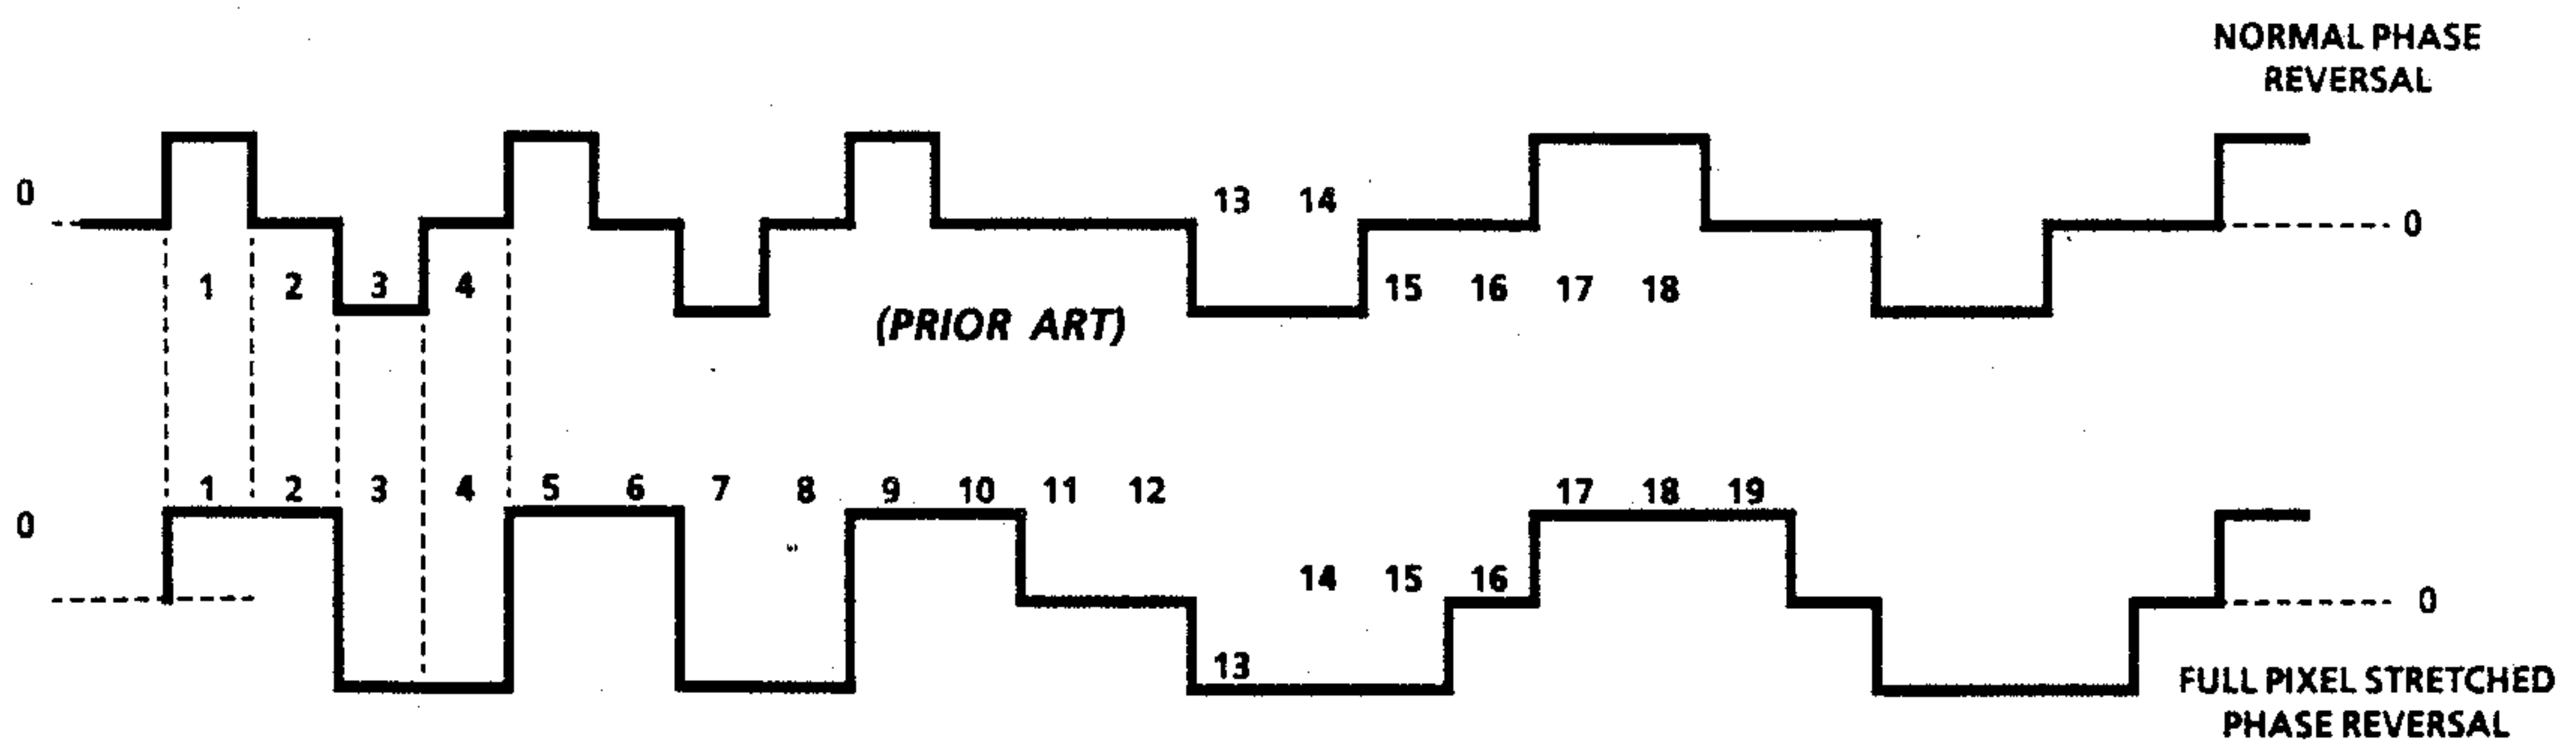 NORMAL PHASE
REVERSAL
0
13 14
0
1 2 3 4
15 16 17 18
(PRIOR ART)
1 2 3 4 5 6 7 8 9 10 11 12
17 18 19
0
14 15 16
0
13
FULL PIXEL STRETCHED
PHASE REVERSAL